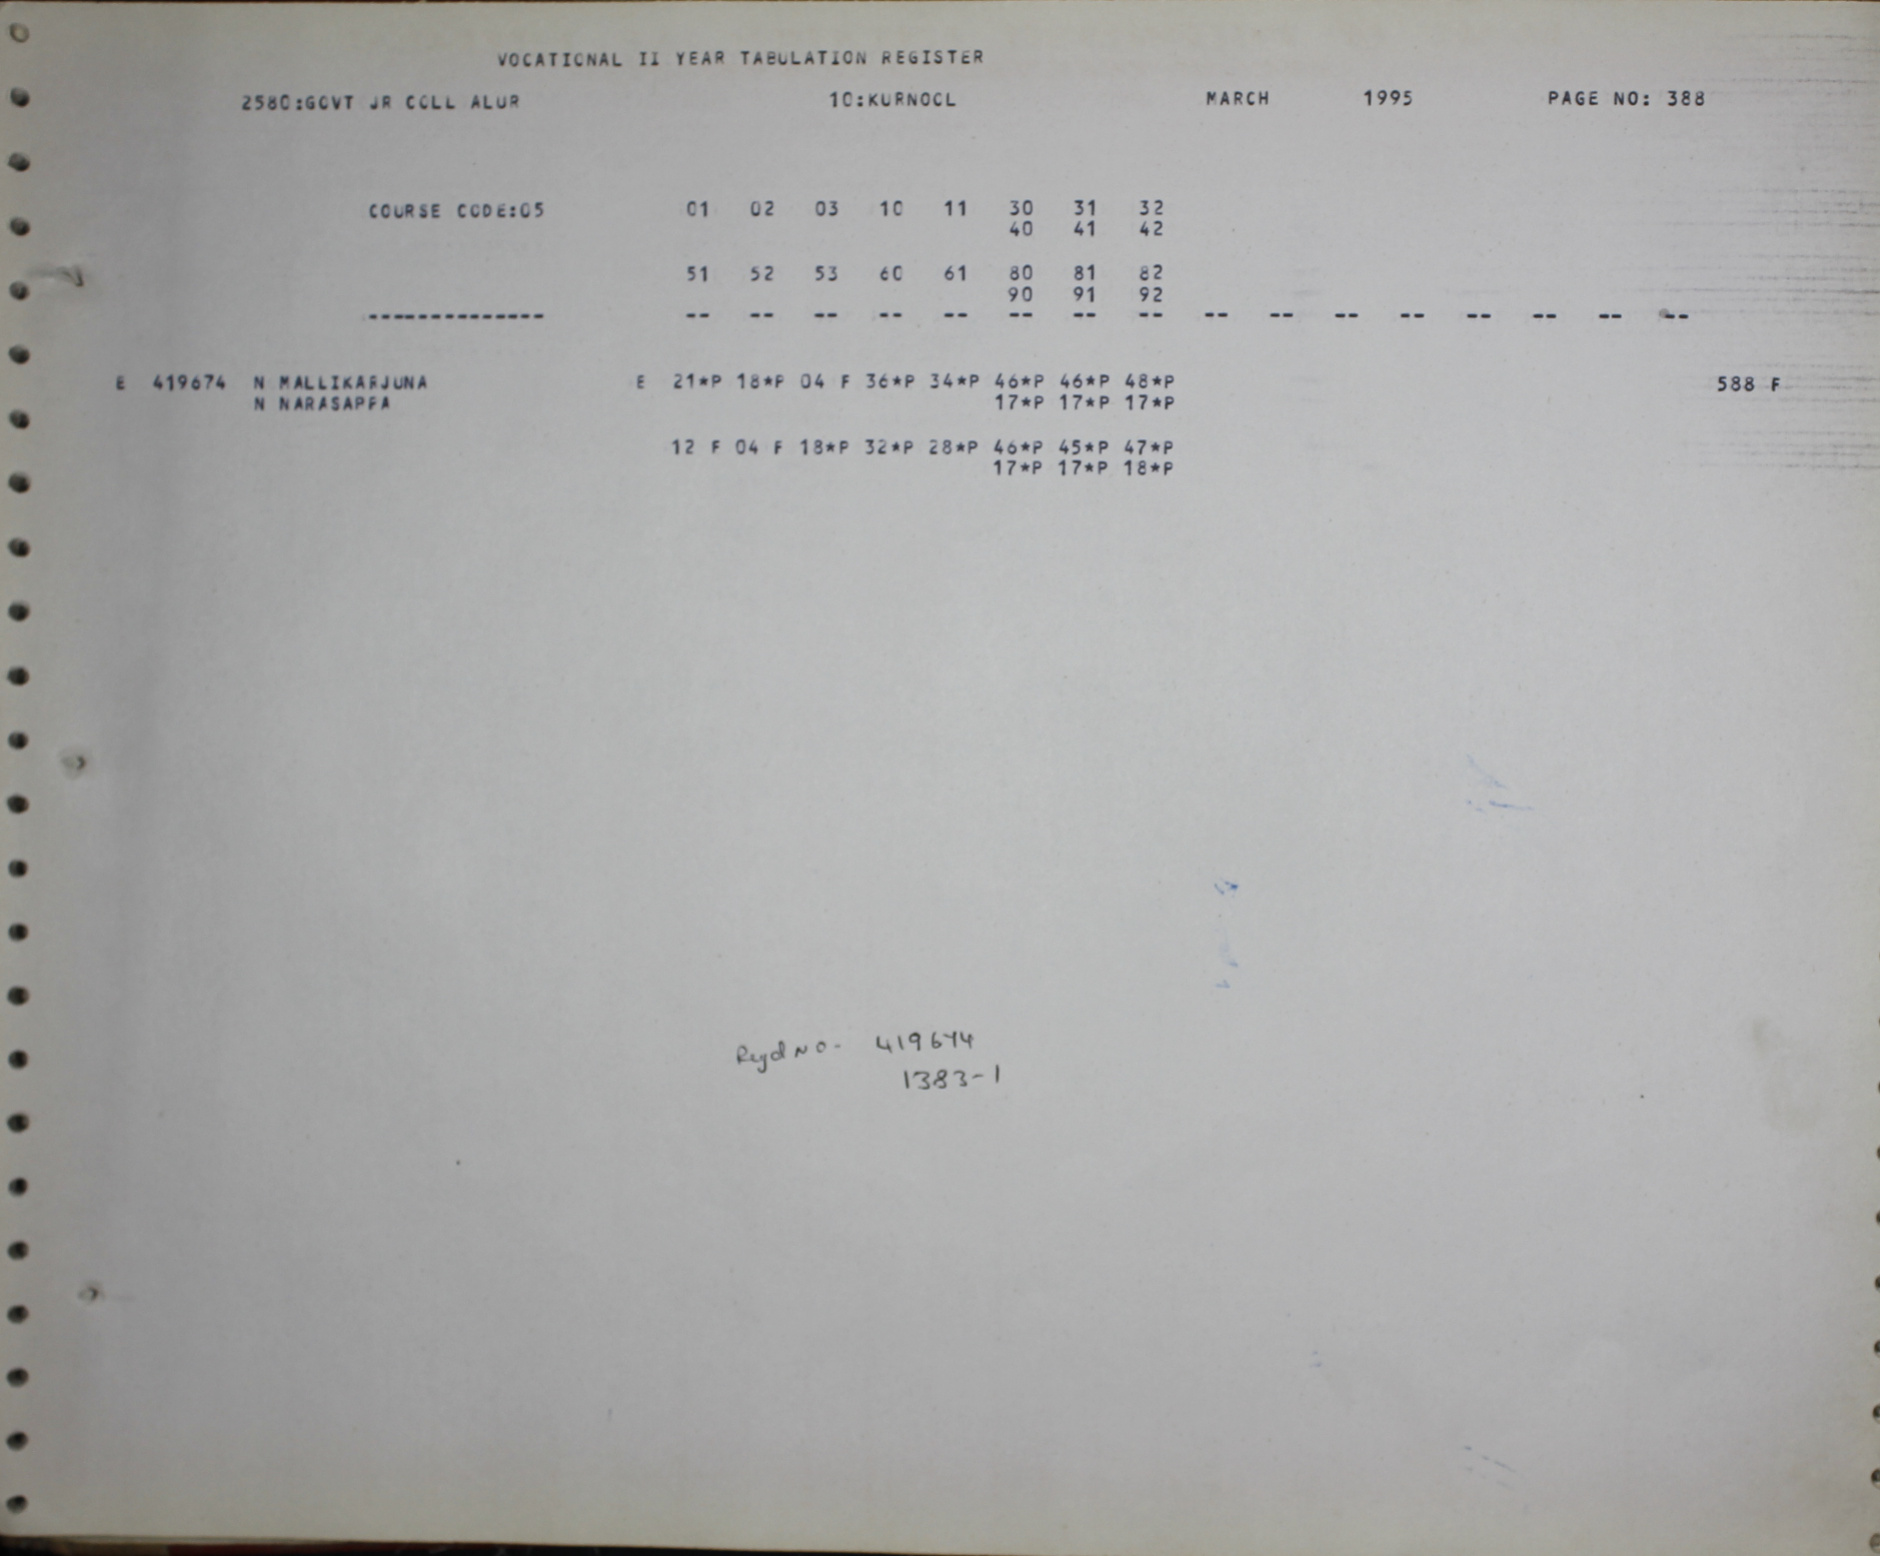 VOCATIONAL II YEAR TABULATION REGISTER
2580:GOVT JR COLL ALUR 10:KURNOOL MARCH 1995 PAGE NO: 388
COURSE CODE:05 01 02 03 10 11 30 31 32
40 41 42
51 52 53 60 61 80 81 82
90 91 92
-------------- -- -- -- -- -- -- -- -- -- -- -- -- -- -- -- --
E 419674 N MALLIKARJUNA E 21*P 18*P 04 F 36*P 34*P 46*P 46*P 48*P 588 F
N NARASAPPA 17*P 17*P 17*P
12 F 04 F 18*P 32*P 28*P 46*P 45*P 47*P
17*P 17*P 18*P
Regd NO- 419674
1383-1